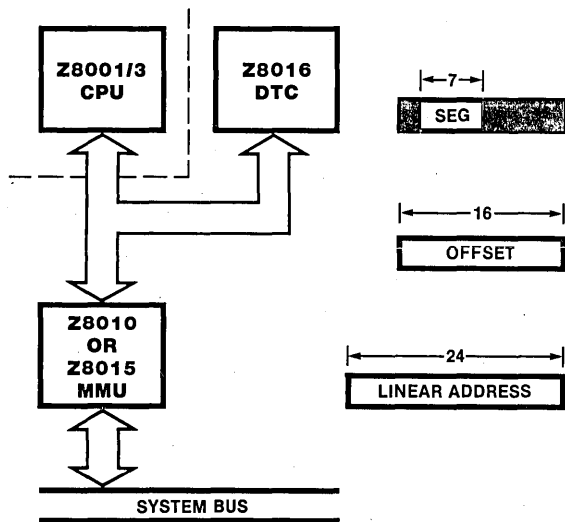 Z8001/3
CPU
Z8016
DTC
7
SEG
16
OFFSET
Z8010
OR
Z8015
MMU
24
LINEAR ADDRESS
SYSTEM BUS